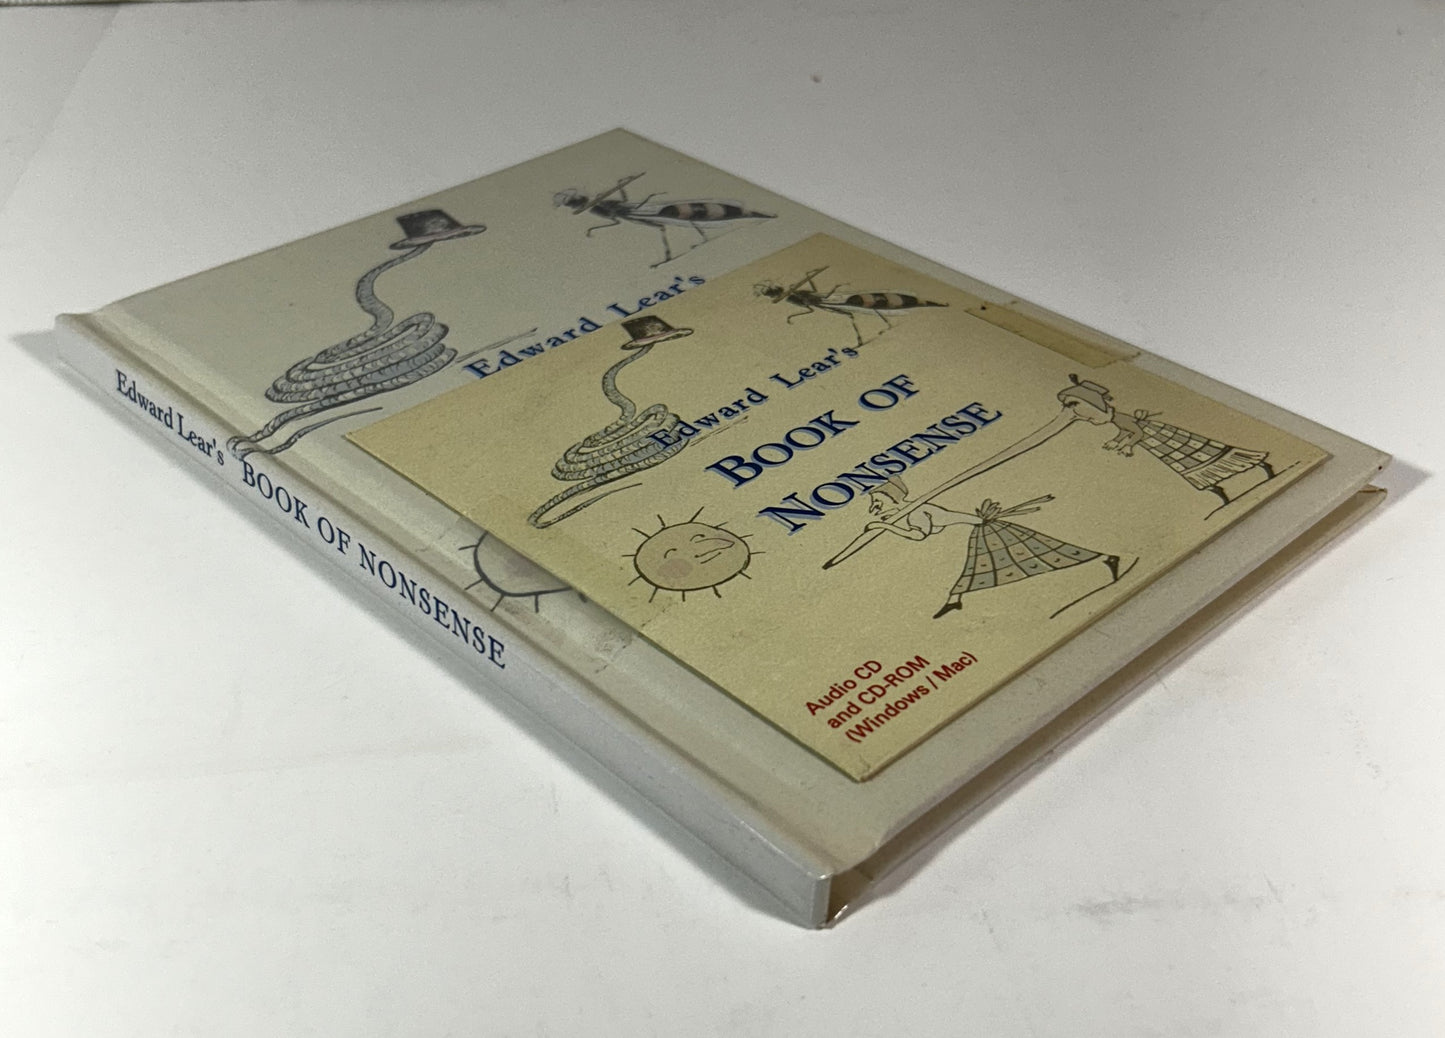 Edward Lear's
Edward Lear's
BOOK OF
NONSENSE
Audio CD
and CD-ROM
(Windows / Mac)
Edward Lear's BOOK OF NONSENSE